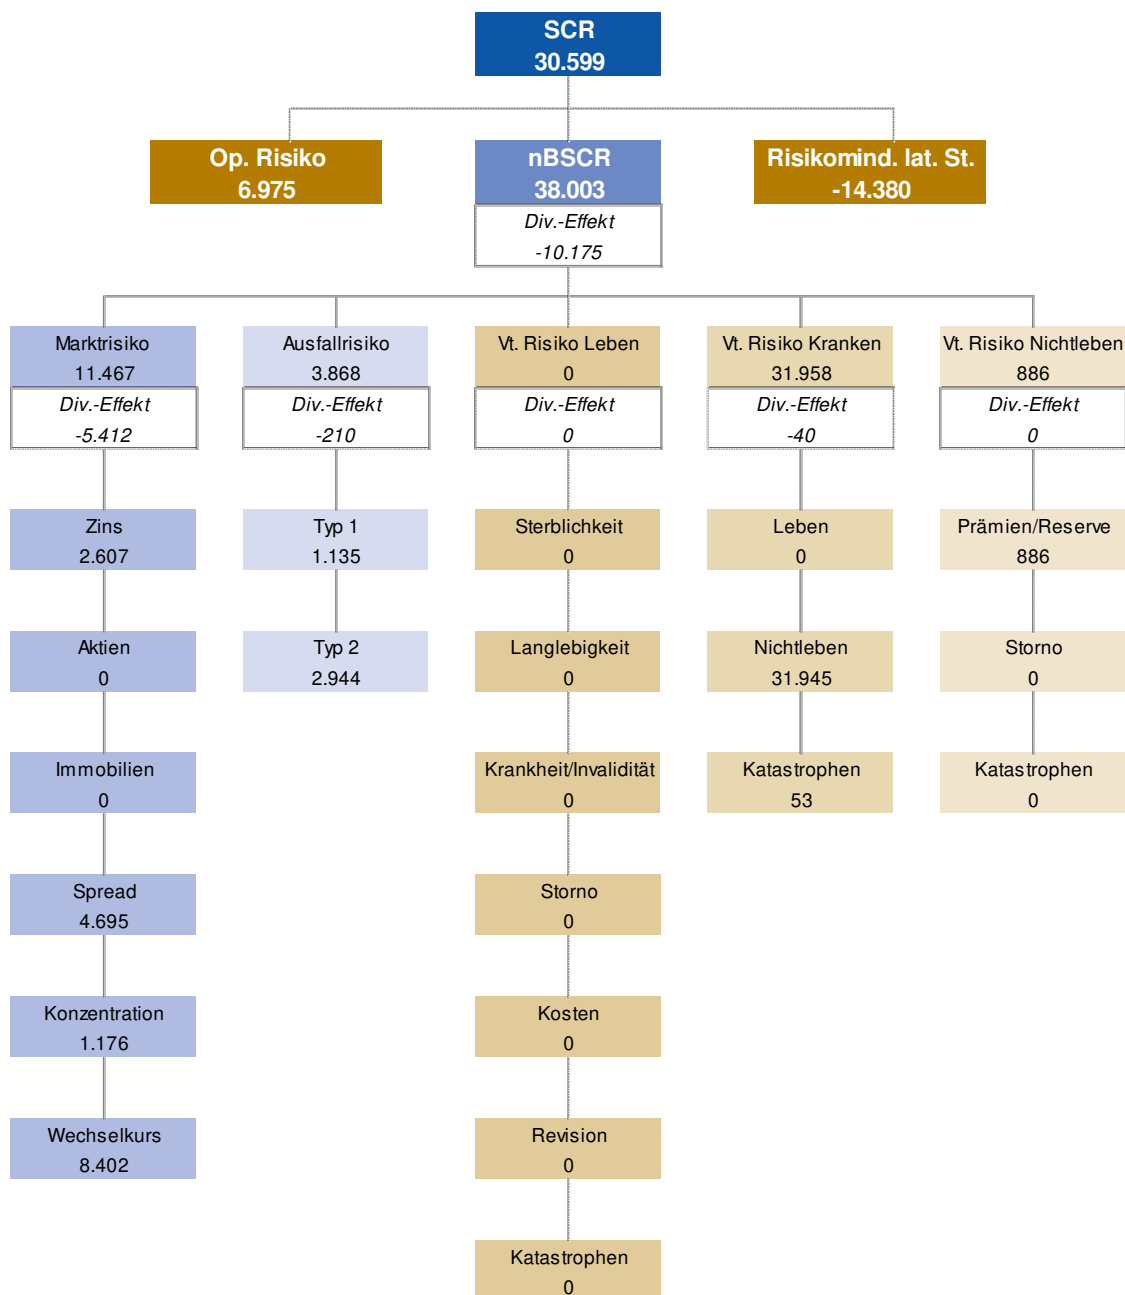 SCR
30.599
Op. Risiko
6.975
nBSCR
38.003
Risikomind. lat. St.
-14.380
Div.-Effekt
-10.175
Marktrisiko
11.467
Div.-Effekt
-5.412
Zins
2.607
Aktien
0
Immobilien
0
Spread
4.695
Konzentration
1.176
Wechselkurs
8.402
Ausfallrisiko
3.868
Div.-Effekt
-210
Typ 1
1.135
Typ 2
2.944
Vt. Risiko Leben
0
Div.-Effekt
0
Sterblichkeit
0
Langlebigkeit
0
Krankheit/Invalidität
0
Storno
0
Kosten
0
Revision
0
Katastrophen
0
Vt. Risiko Kranken
31.958
Div.-Effekt
-40
Leben
0
Nichtleben
31.945
Katastrophen
53
Vt. Risiko Nichtleben
886
Div.-Effekt
0
Prämien/Reserve
886
Storno
0
Katastrophen
0